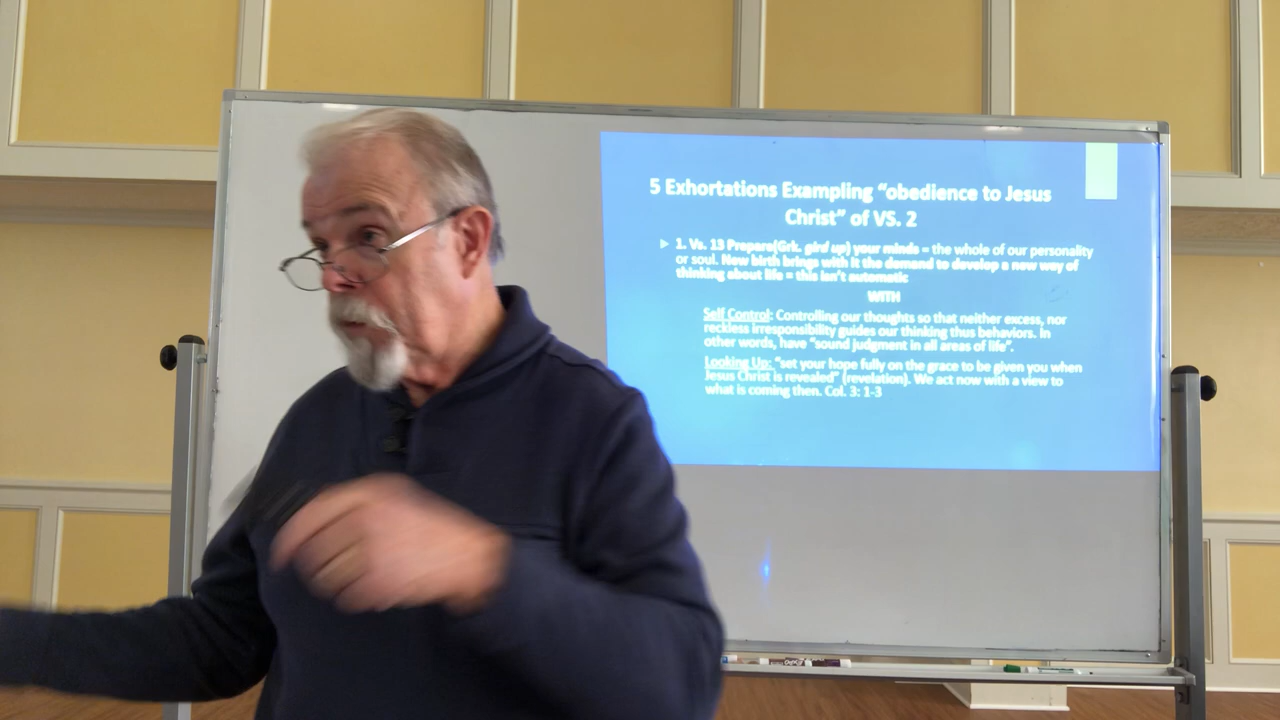 5 Exhortations Exampling “obedience to Jesus
Christ” of VS. 2
1. Vs. 13 Prepare(Grk. gird up) your minds = the whole of our personality
or soul. New birth brings with it the demand to develop a new way of
thinking about life = this isn’t automatic
WITH
Self Control: Controlling our thoughts so that neither excess, nor
reckless irresponsibility guides our thinking thus behaviors. In
other words, have “sound judgment in all areas of life”.
Looking Up: “set your hope fully on the grace to be given you when
Jesus Christ is revealed” (revelation). We act now with a view to
what is coming then. Col. 3: 1-3